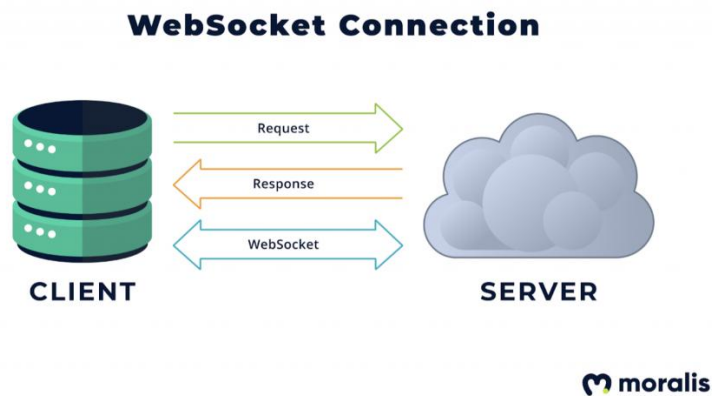 WebSocket Connection
Request
Response
WebSocket
CLIENT
SERVER
moralis